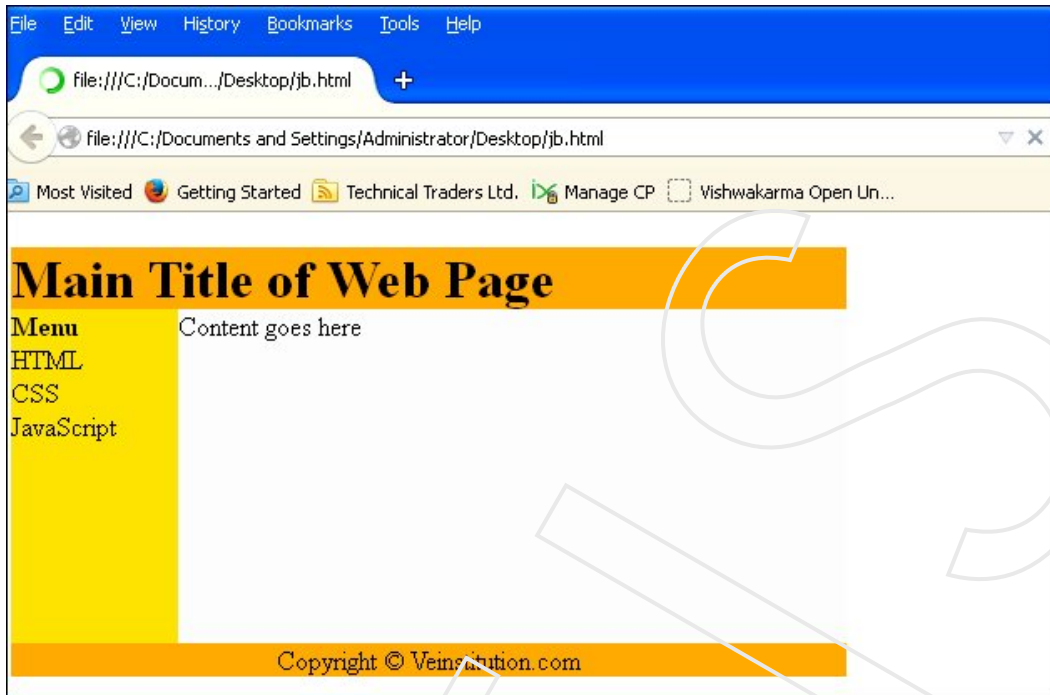 File Edit View History Bookmarks Tools Help
file:///C:/Docum.../Desktop/jb.html
file:///C:/Documents and Settings/Administrator/Desktop/jb.html
Most Visited Getting Started Technical Traders Ltd. Manage CP Vishwakarma Open Un...
Main Title of Web Page
Menu
HTML
CSS
JavaScript
Content goes here
Copyright © Veinstitution.com